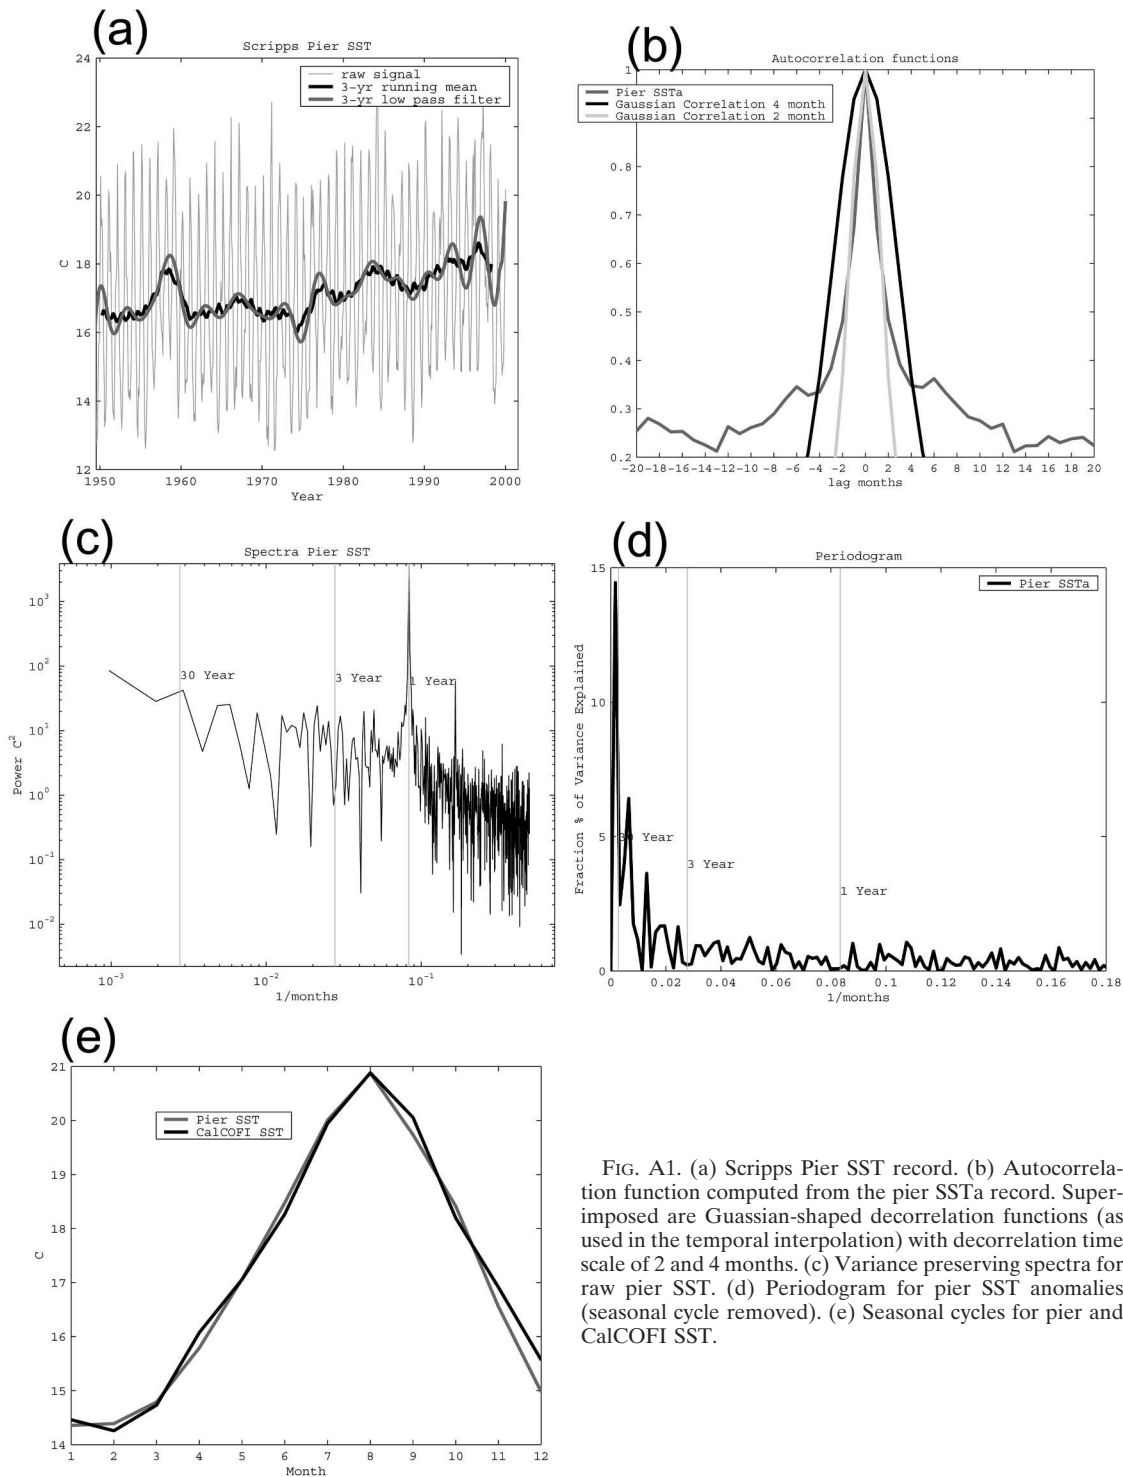 (a)
Scripps Pier SST
raw signal
3-yr running mean
3-yr low pass filter
24
22
20
18
16
14
12
C
1950 1960 1970 1980 1990 2000
Year
(b)
Autocorrelation functions
Pier SSTa
Gaussian Correlation 4 month
Gaussian Correlation 2 month
1
0.8
0.7
0.6
0.5
0.4
0.3
0.2
-20 -18 -16 -14 -12 -10 -8 -6 -4 -2 0 2 4 6 8 10 12 14 16 18 20
lag months
(c)
Spectra Pier SST
10^3
10^2
10^1
10^0
10^-1
10^-2
Power C^2
30 Year
3 Year
1 Year
10^-3 10^-2 10^-1
1/months
(d)
Periodogram
Pier SSTa
15
10
5
0
Fraction % of Variance Explained
30 Year
3 Year
1 Year
0 0.02 0.04 0.06 0.08 0.1 0.12 0.14 0.16 0.18
1/months
(e)
Pier SST
CalCOFI SST
21
20
19
18
17
16
15
14
C
1 2 3 4 5 6 7 8 9 10 11 12
Month
FIG. A1. (a) Scripps Pier SST record. (b) Autocorrela-
tion function computed from the pier SSTa record. Super-
imposed are Guassian-shaped decorrelation functions (as
used in the temporal interpolation) with decorrelation time
scale of 2 and 4 months. (c) Variance preserving spectra for
raw pier SST. (d) Periodogram for pier SST anomalies
(seasonal cycle removed). (e) Seasonal cycles for pier and
CalCOFI SST.